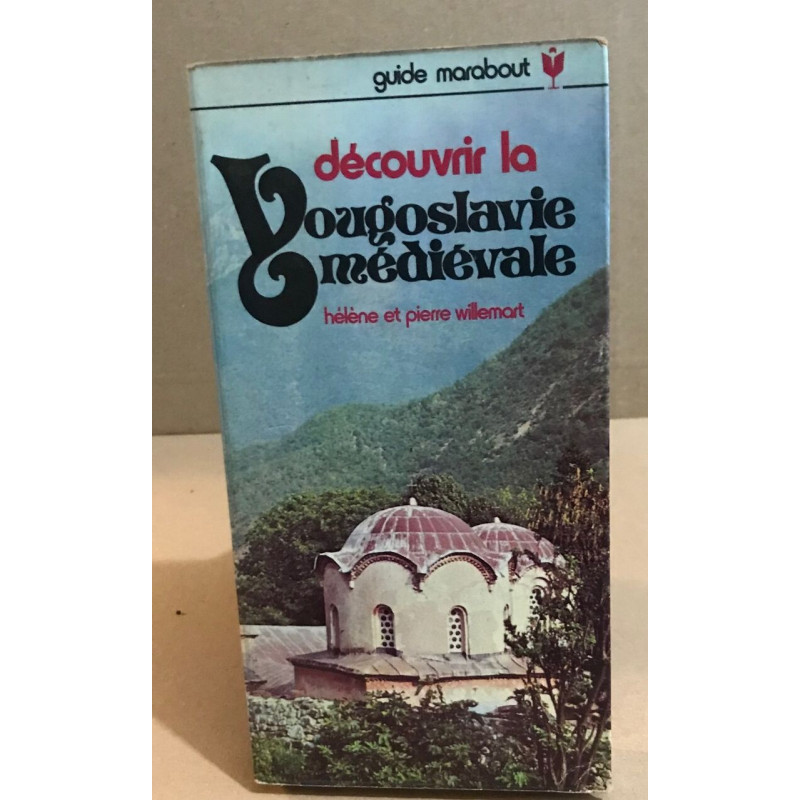 guide marabout
découvrir la
Yougoslavie
médiévale
hélène et pierre willemart